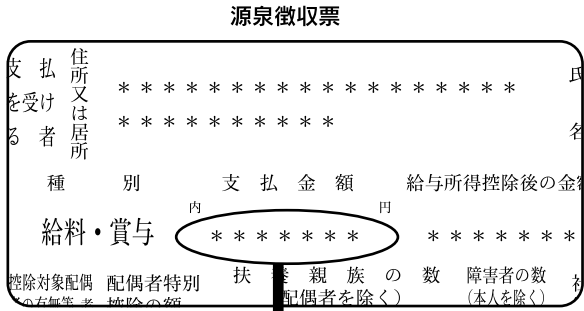 源泉徴収票
支 払 住所又は居所 * * * * * * * * * * * * * * * * * * * 氏
を受け
る 者 * * * * * * * * * * 名
種 別 支 払 金 額 給与所得控除後の金額
内 円
給料・賞与 * * * * * * * * * * * * * *
控除対象配偶 配偶者特別 扶 養 親 族 の 数 障害者の数
者の有無等 老 控除の額 配偶者を除く） （本人を除く）